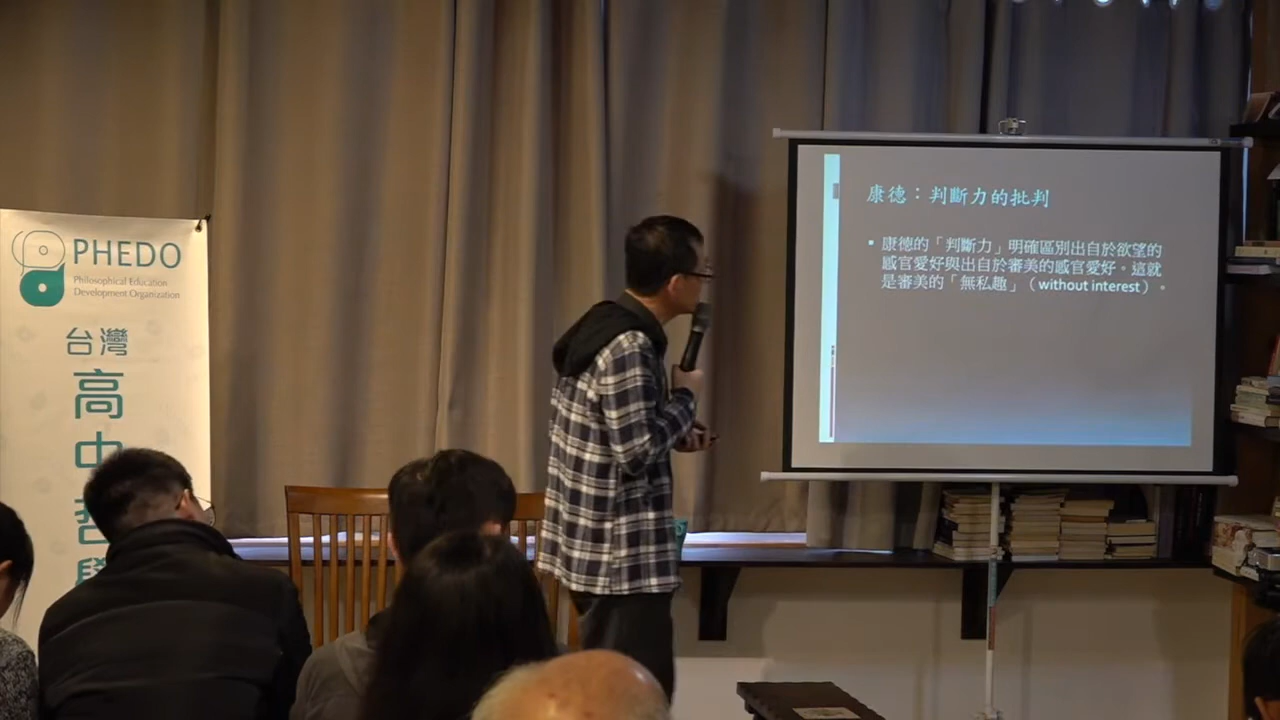 PHEDO
Philosophical Education
Development Organization
台灣
高
中
康德：判斷力的批判
• 康德的「判斷力」明確區別出自於欲望的
感官愛好與出自於審美的感官愛好。這就
是審美的「無私趣」（without interest）。